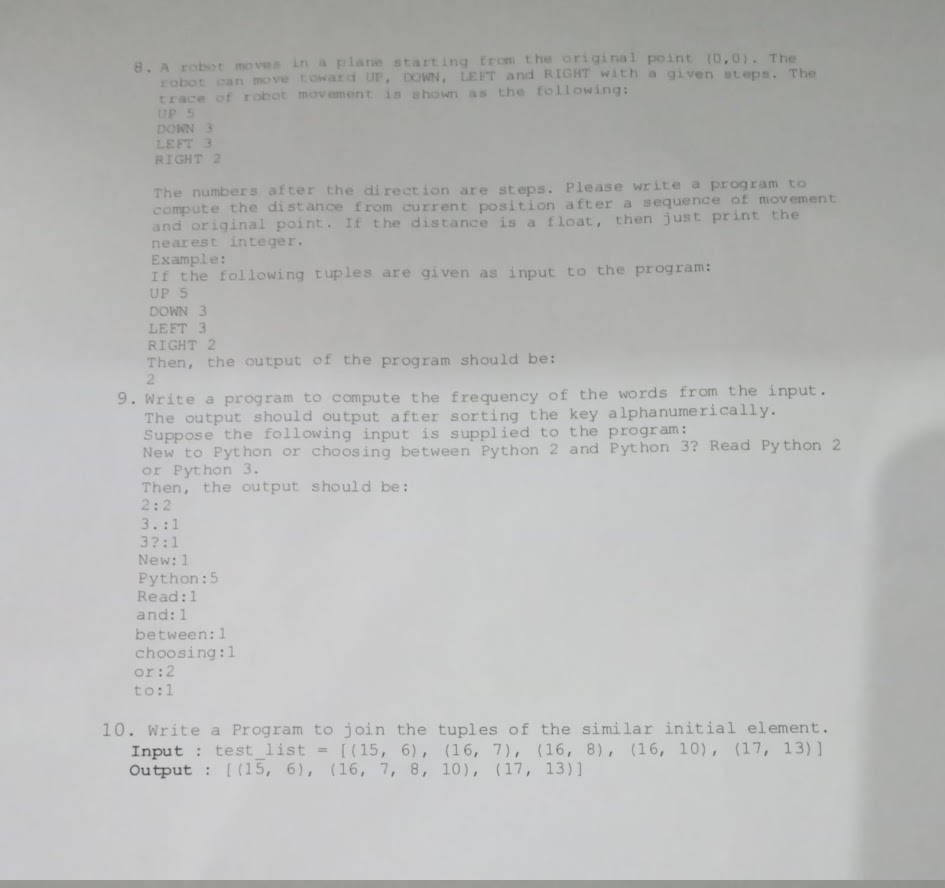 8. A robot moves in a plane starting from the original point (0,0). The
robot can move toward UP, DOWN, LEFT and RIGHT with a given steps. The
trace of robot movement is shown as the following:
UP 5
DOWN 3
LEFT 3
RIGHT 2
The numbers after the direction are steps. Please write a program to
compute the distance from current position after a sequence of movement
and original point. If the distance is a float, then just print the
nearest integer.
Example:
If the following tuples are given as input to the program:
UP 5
DOWN 3
LEFT 3
RIGHT 2
Then, the output of the program should be:
2
9. Write a program to compute the frequency of the words from the input.
The output should output after sorting the key alphanumerically.
Suppose the following input is supplied to the program:
New to Python or choosing between Python 2 and Python 3? Read Python 2
or Python 3.
Then, the output should be:
2:2
3.:1
3?:1
New:1
Python:5
Read:1
and:1
between:1
choosing:1
or:2
to:1
10. Write a Program to join the tuples of the similar initial element.
Input : test_list = [(15, 6), (16, 7), (16, 8), (16, 10), (17, 13)]
Output : [(15, 6), (16, 7, 8, 10), (17, 13)]